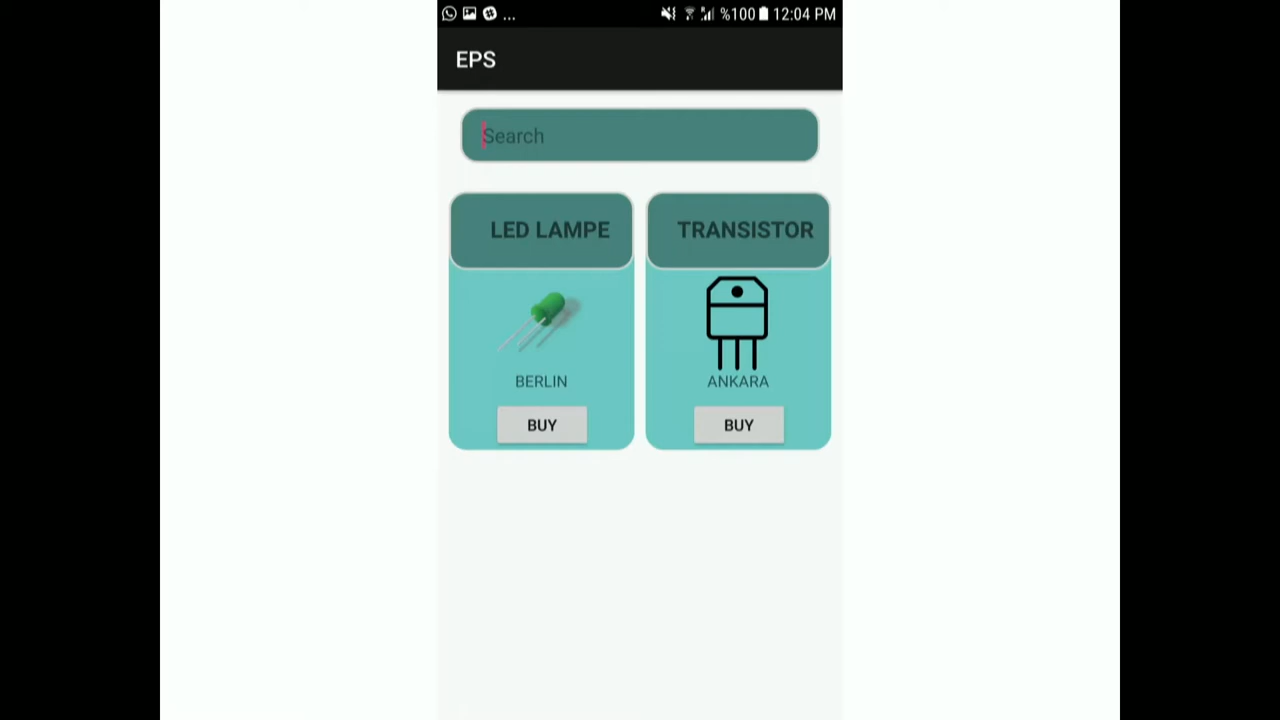 ... %100 12:04 PM
EPS
Search
LED LAMPE
TRANSISTOR
BERLIN
ANKARA
BUY
BUY